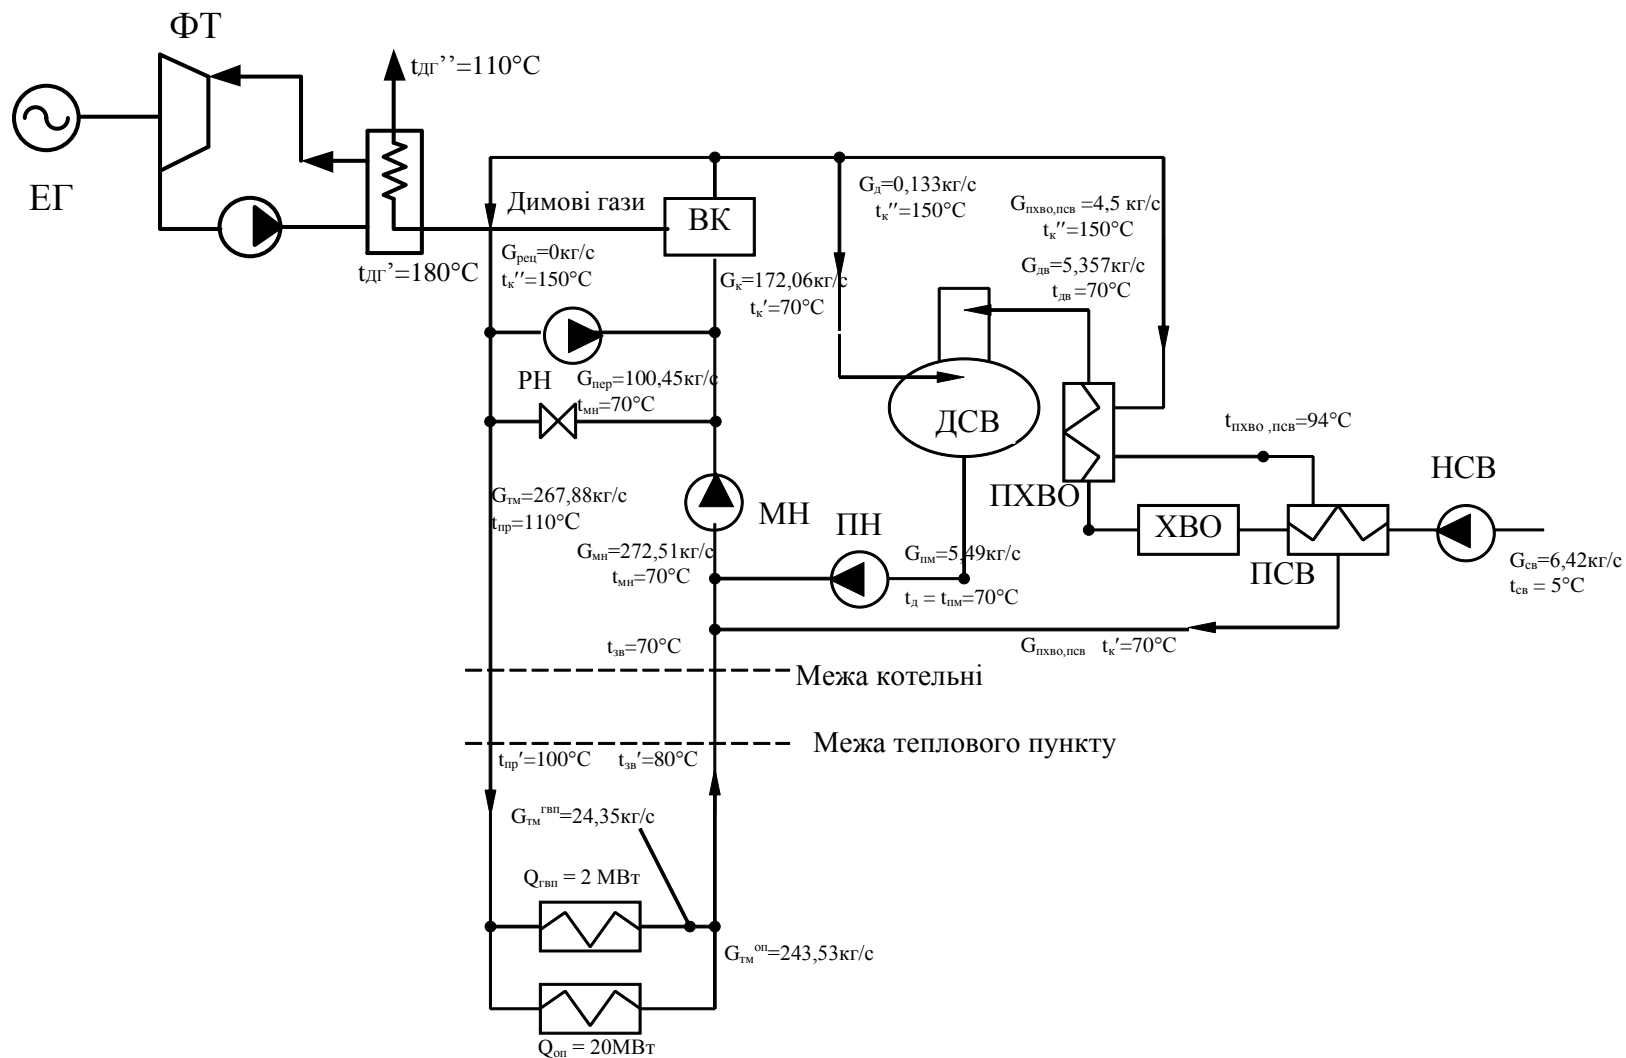 ФТ
tДГ’’=110°С
ЕГ
tДГ’=180°С
Димові гази
ВК
Gд=0,133кг/с
tк′′=150°С
Gпхво,псв =4,5 кг/с
tк′′=150°С
Gрец=0кг/с
tк′′=150°С
Gк=172,06кг/с
tк′=70°С
Gдв=5,357кг/с
tдв=70°С
РН
Gпер=100,45кг/с
tмн=70°С
ДСВ
tпхво ,псв=94°С
НСВ
ПХВО
Gтм=267,88кг/с
tпр=110°С
МН
ПН
ХВО
ПСВ
Gсв=6,42кг/с
tсв = 5°С
Gмн=272,51кг/с
tмн=70°С
Gпм=5,49кг/с
tд = tпм=70°С
tзв=70°С
Gпхво,псв tк′=70°С
Межа котельні
Межа теплового пункту
tпр′=100°С tзв′=80°С
Gтмгвп=24,35кг/с
Qгвп = 2 МВт
Gтмоп=243,53кг/с
Qоп = 20МВт